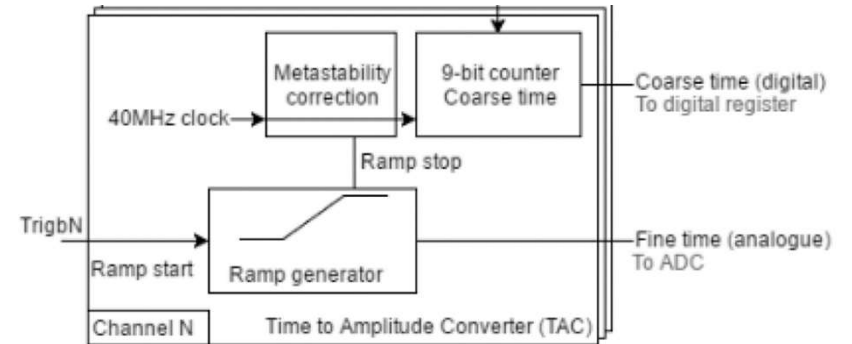 Metastability
correction
9-bit counter
Coarse time
Coarse time (digital)
To digital register
40MHz clock
Ramp stop
TrigbN
Ramp start
Ramp generator
Fine time (analogue)
To ADC
Channel N
Time to Amplitude Converter (TAC)